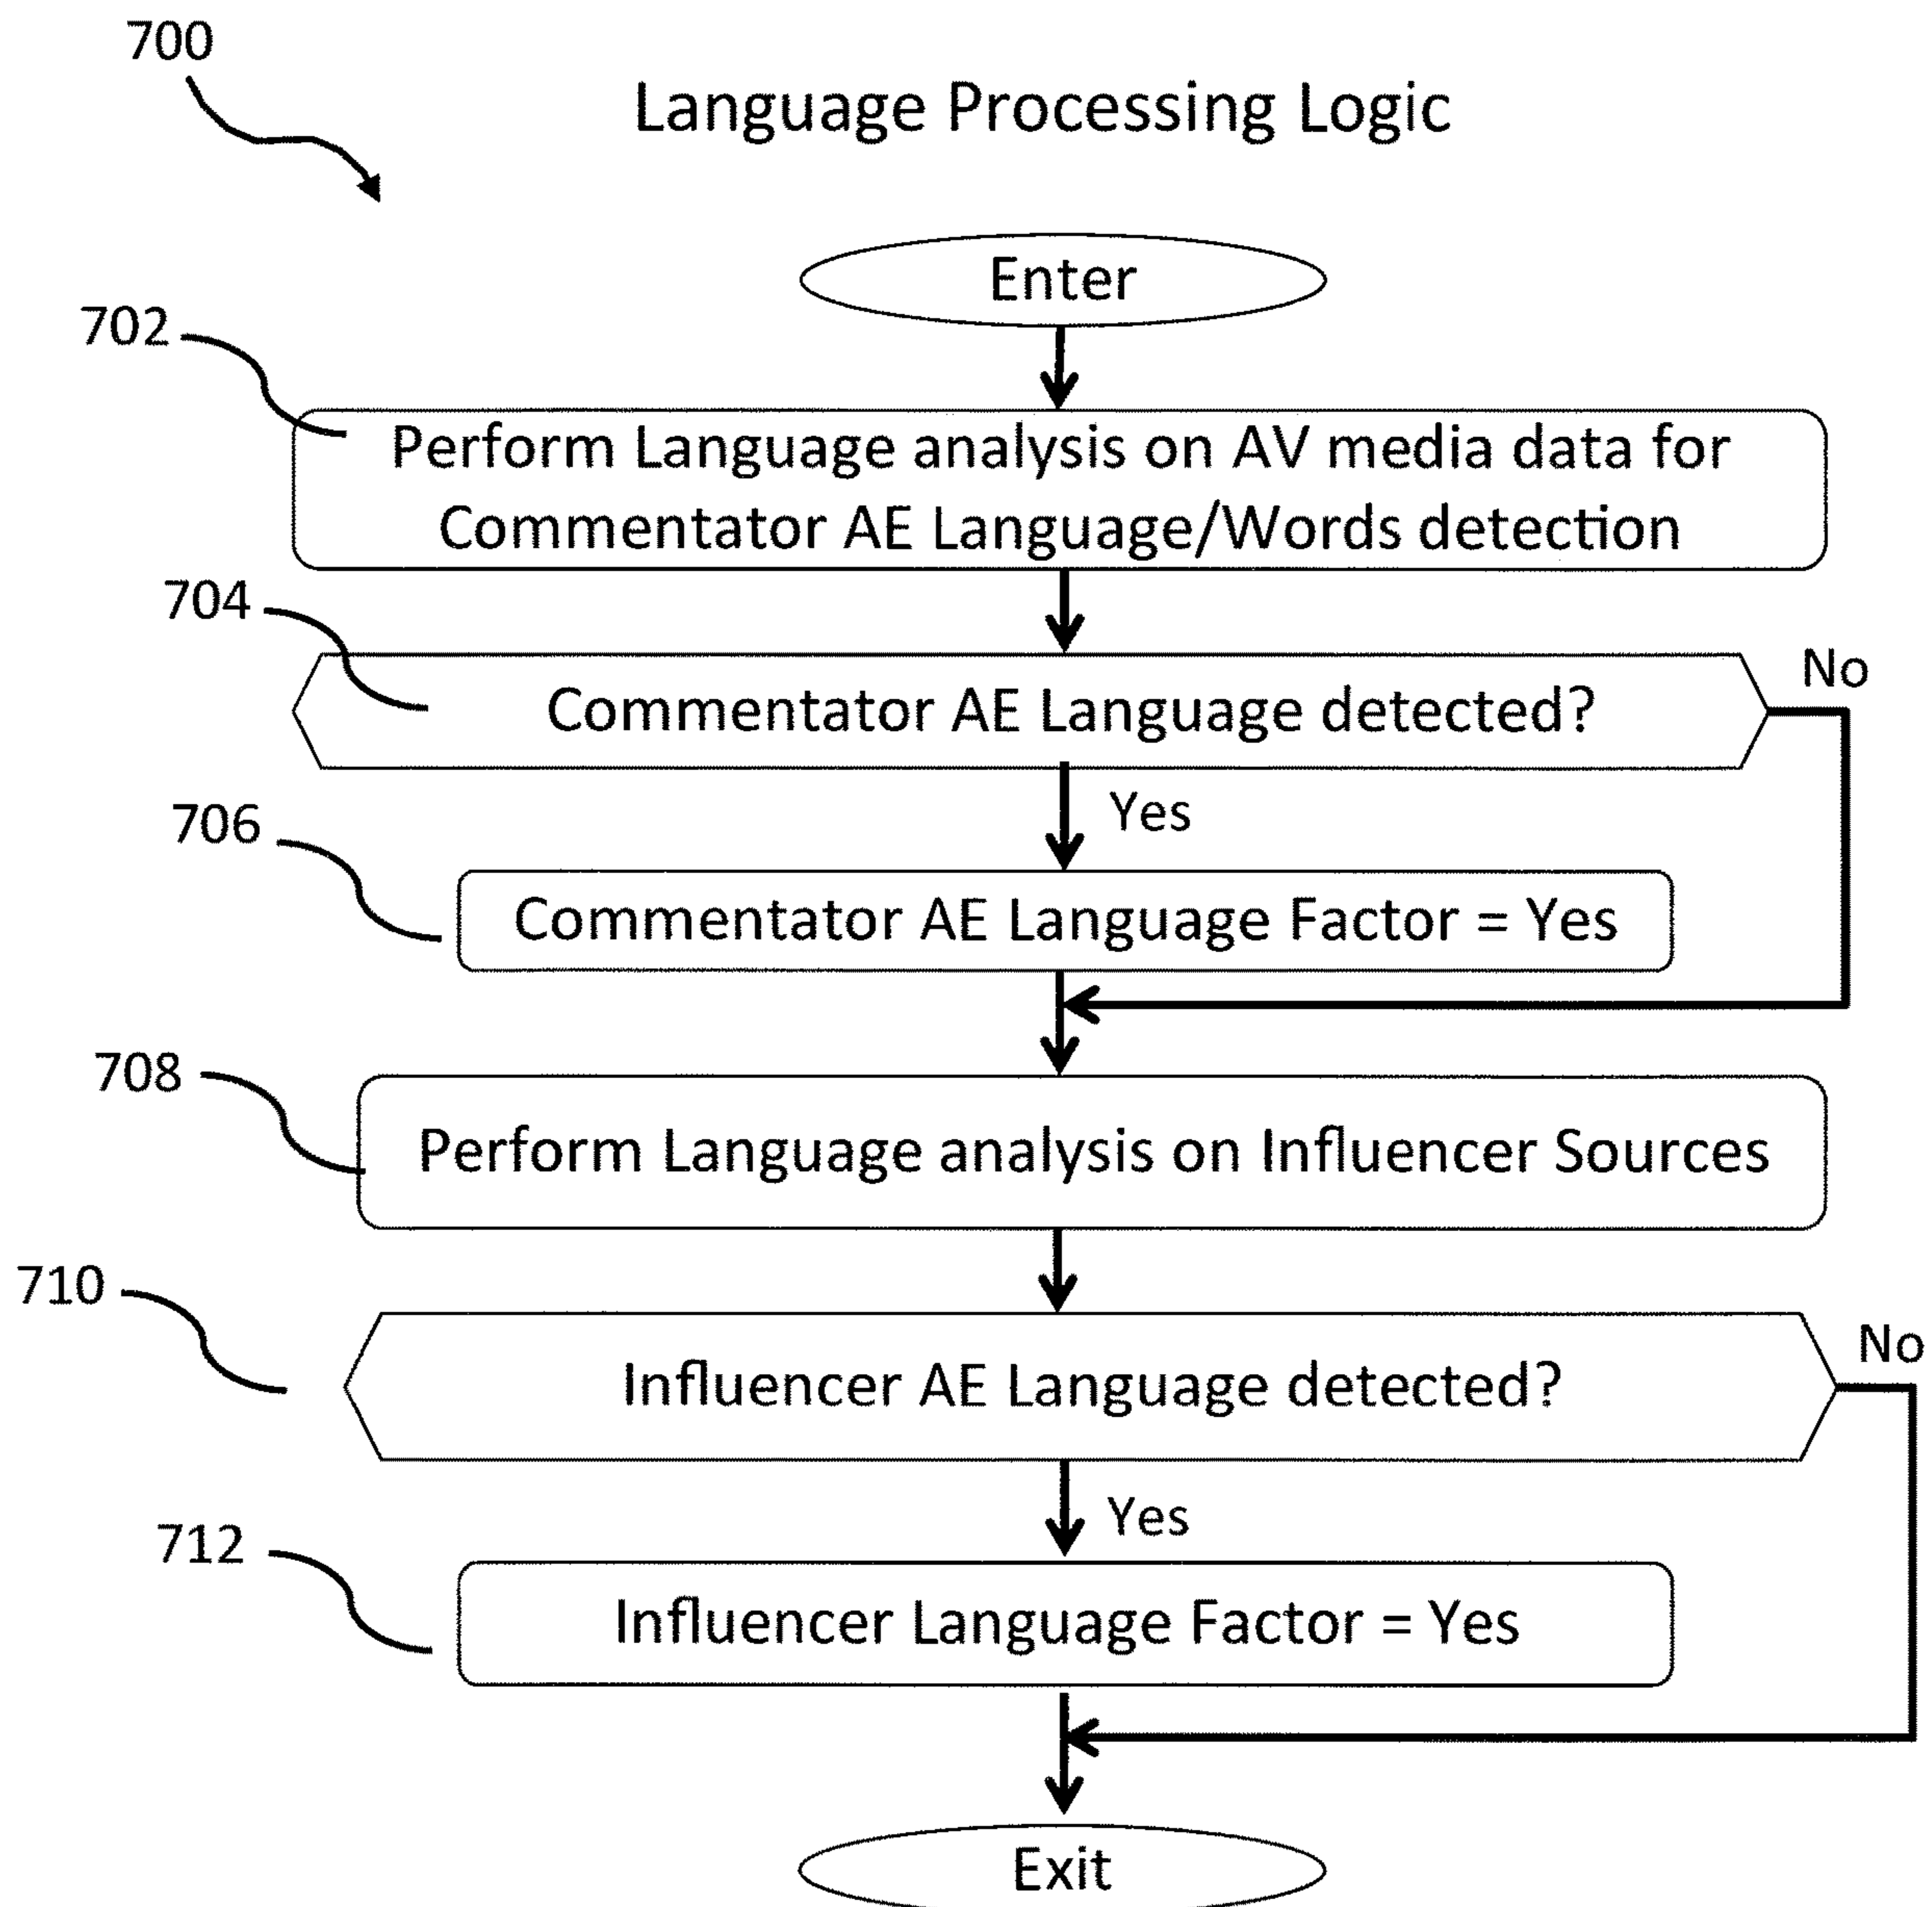 700
Language Processing Logic
Enter
702
Perform Language analysis on AV media data for
Commentator AE Language/Words detection
704
Commentator AE Language detected?
No
Yes
706
Commentator AE Language Factor = Yes
708
Perform Language analysis on Influencer Sources
710
Influencer AE Language detected?
No
Yes
712
Influencer Language Factor = Yes
Exit